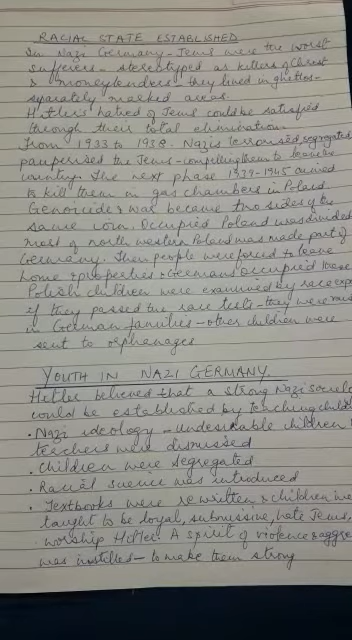 RACIAL STATE ESTABLISHED
In Nazi Germany - Jews were the worst
sufferers - stereotyped as killers of Christ
& moneylenders - they lived in ghettos -
separately marked areas.
Hitler's hatred of Jews could be satisfied
through their total elimination.
From 1933 to 1938 Nazis terrorised, segregated
pauperised the Jews - compelling them to leave
country. The next phase 1939-1945 aimed
to kill them in gas chambers in Poland.
Genocide & war became two sides of the
same coin. Occupied Poland was divided
most of north western Poland was made part of
Germany. Then people were forced to leave
home & properties & Germans occupied
Polish children were examined by race
if they passed the race tests - they were
in German families - other children were
sent to orphanages
YOUTH IN NAZI GERMANY
Hitler believed that a strong Nazi
could be established by teaching
• Nazi ideology - undesirable children
teachers were dismissed
• Children were segregated
• Racial science was introduced
• Textbooks were rewritten & children
taught to be loyal, submissive, hate Jews,
worship Hitler. A spirit of violence &
was instilled - to make them strong